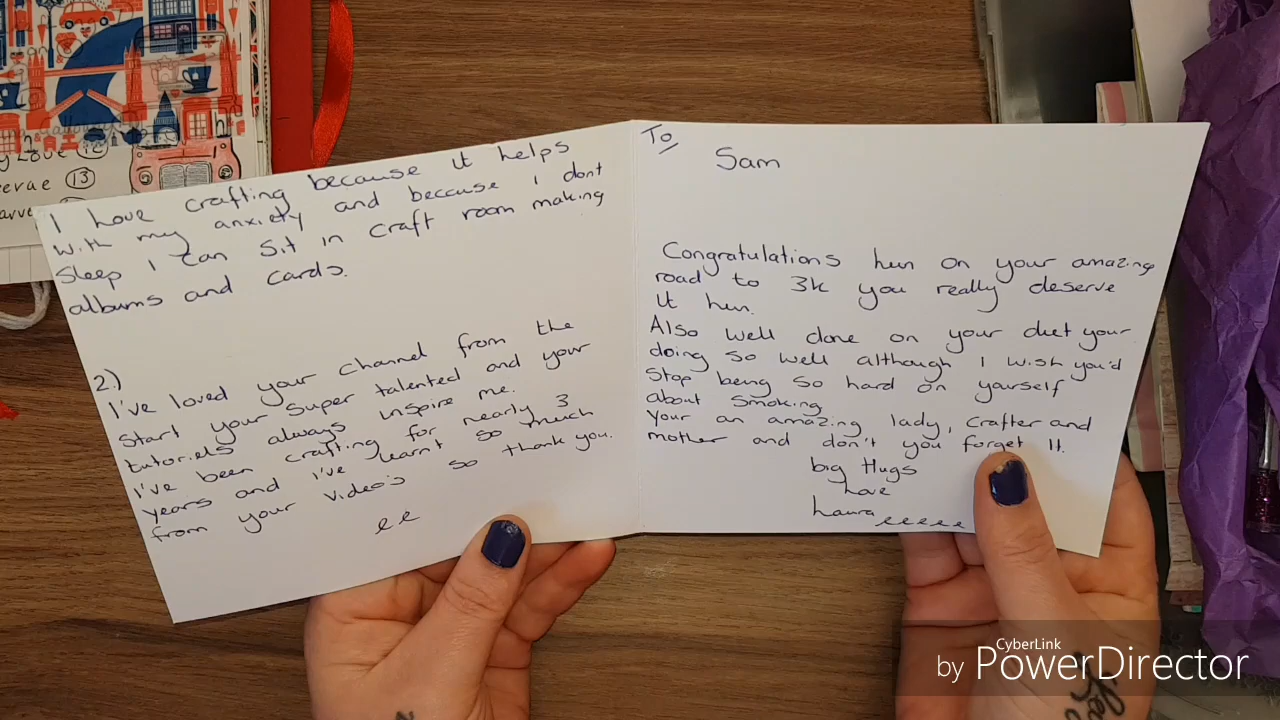 I love crafting because it helps
with my anxiety and because i dont
sleep i can sit in craft room making
albums and cards.
2)
I've loved your channel from the
start your super talented and your
tutoriels always inspire me.
I've been crafting for nearly 3
years and i've learnt so much
from your video's so thank you.
To
Sam
Congratulations hun on your amazing
road to 3k you really deserve
it hun.
Also well done on your diet your
doing so well although I wish you'd
stop being so hard on yourself
about smoking
your an amazing lady, crafter and
mother and don't you forget it.
big Hugs
Love
Laura
Love 12
13
CyberLink
by PowerDirector